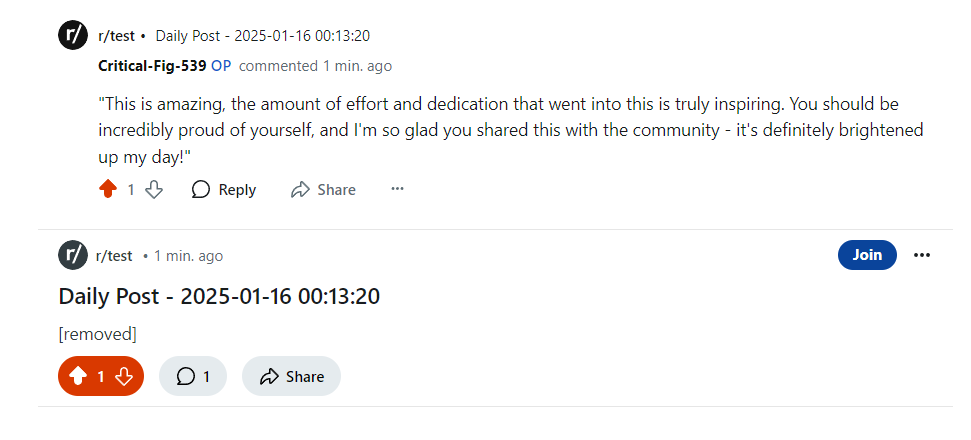 r/ r/test • Daily Post - 2025-01-16 00:13:20
Critical-Fig-539 OP commented 1 min. ago
"This is amazing, the amount of effort and dedication that went into this is truly inspiring. You should be
incredibly proud of yourself, and I'm so glad you shared this with the community - it's definitely brightened
up my day!"
1 Reply Share ...
r/ r/test • 1 min. ago Join ...
Daily Post - 2025-01-16 00:13:20
[removed]
1 1 Share